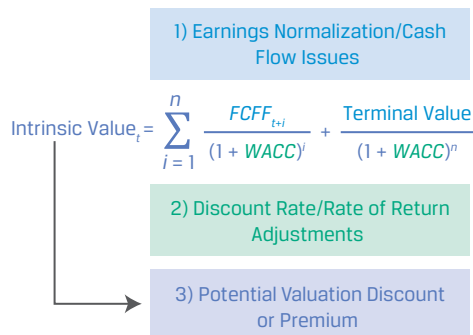 1) Earnings Normalization/Cash
Flow Issues
Intrinsic Valueₜ = ∑ⁿᵢ₌₁ FCFFₜ₊ᵢ / (1 + WACC)ⁱ + Terminal Value / (1 + WACC)ⁿ
2) Discount Rate/Rate of Return
Adjustments
3) Potential Valuation Discount
or Premium